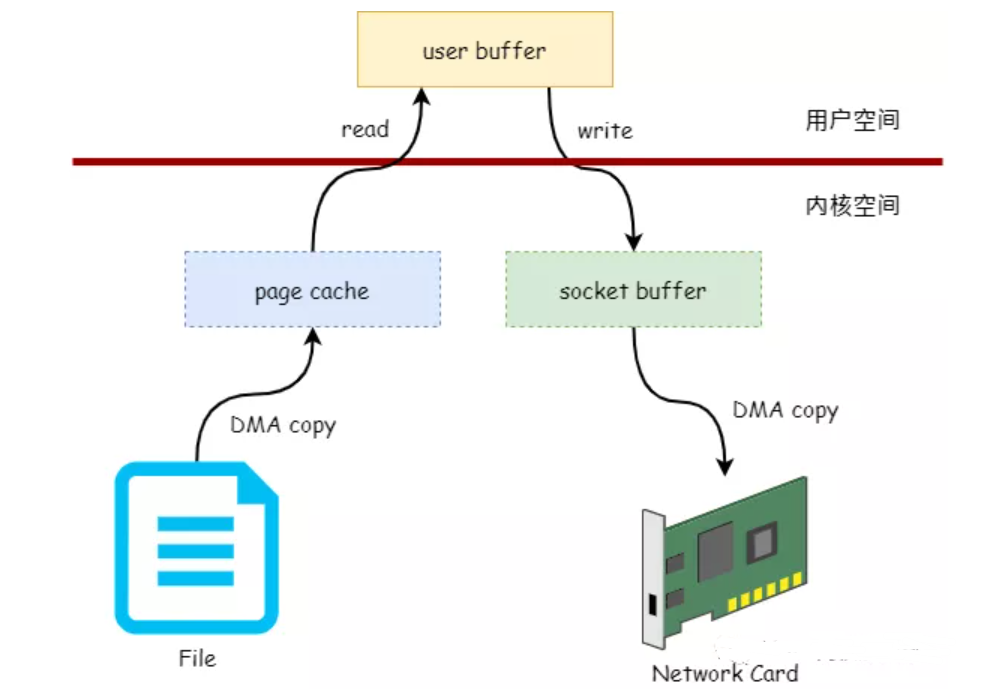 user buffer
read
write
用户空间
内核空间
page cache
socket buffer
DMA copy
DMA copy
File
Network Card